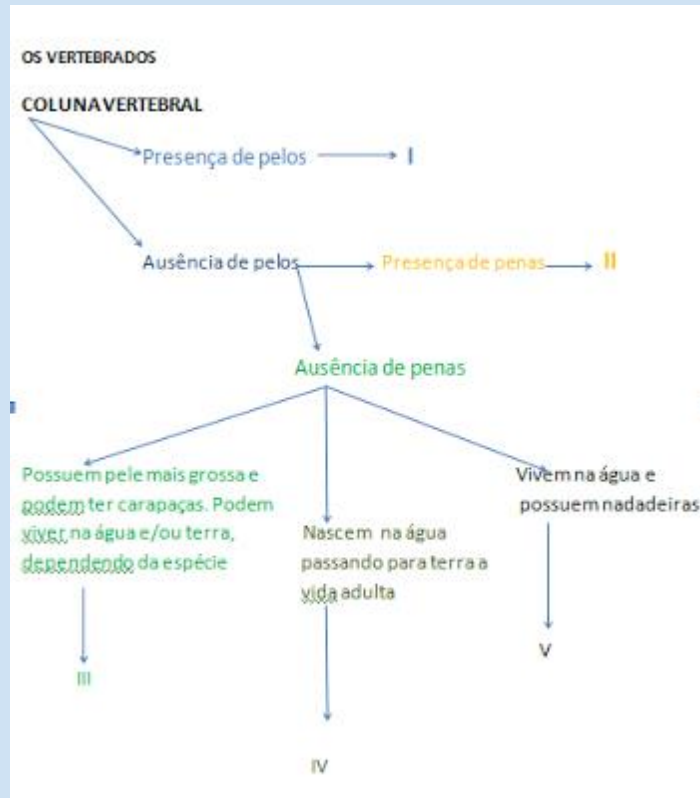 OS VERTEBRADOS
COLUNA VERTEBRAL
Presença de pelos
I
Ausência de pelos
Presença de penas
II
Ausência de penas
Possuem pele mais grossa e
podem ter carapaças. Podem
viver na água e/ou terra,
dependendo da espécie
III
Nascem na água
passando para terra a
vida adulta
IV
Vivem na água e
possuem nadadeiras
V